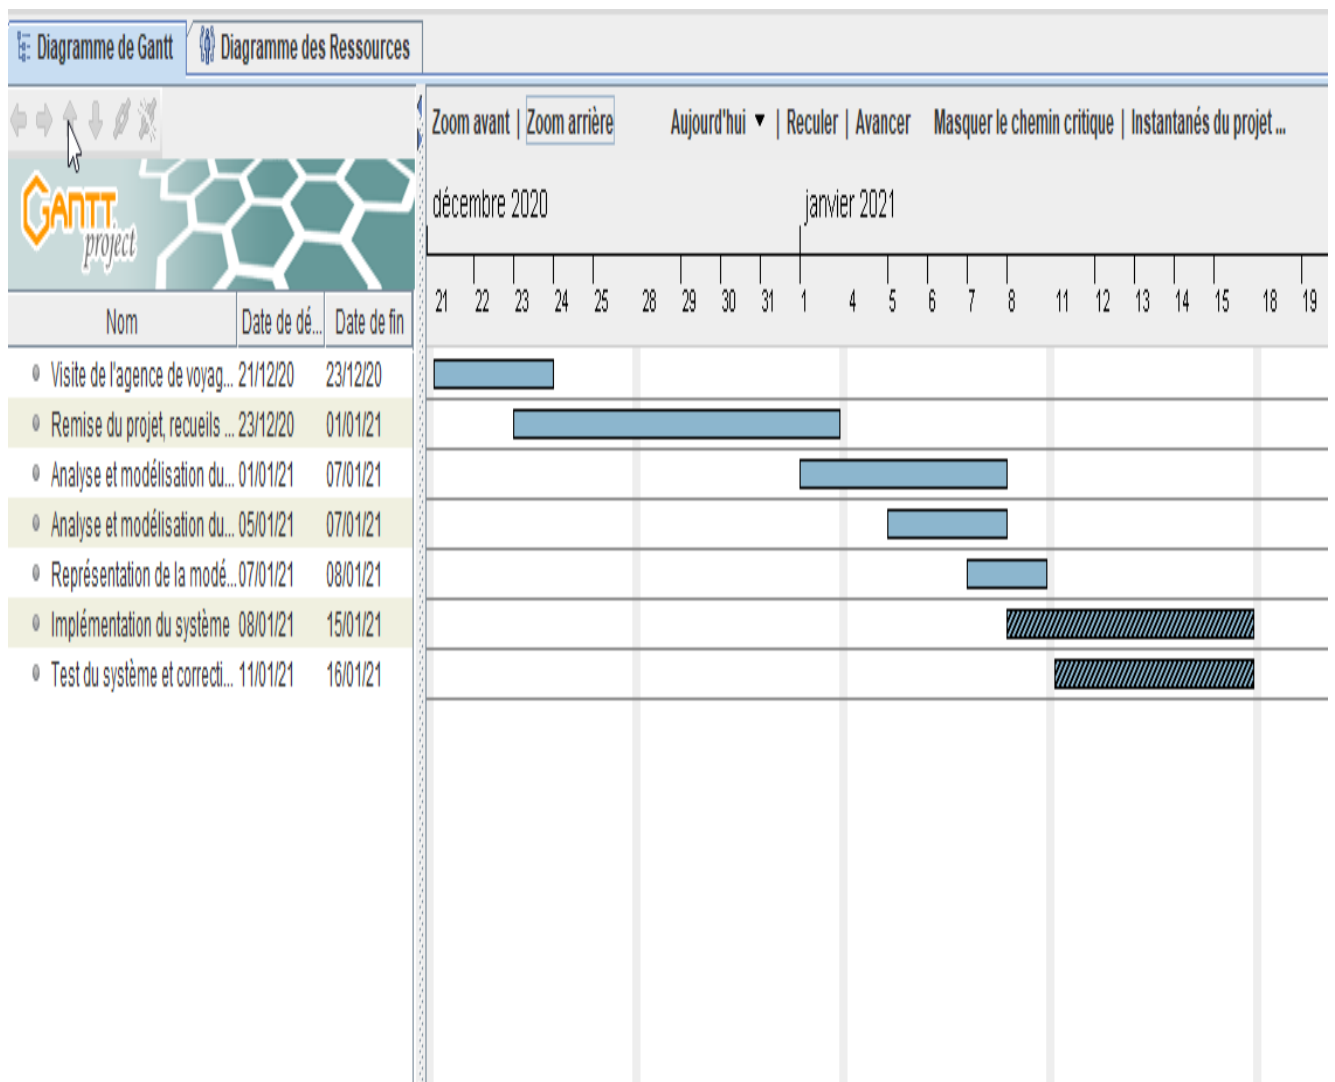 Diagramme de Gantt Diagramme des Ressources
Zoom avant | Zoom arrière Aujourd'hui ▼ | Reculer | Avancer Masquer le chemin critique | Instantanés du projet ...
GANTT
project
décembre 2020 janvier 2021
21 22 23 24 25 28 29 30 31 1 4 5 6 7 8 11 12 13 14 15 18 19
Nom Date de dé... Date de fin
Visite de l'agence de voyag... 21/12/20 23/12/20
Remise du projet, recueils ... 23/12/20 01/01/21
Analyse et modélisation du... 01/01/21 07/01/21
Analyse et modélisation du... 05/01/21 07/01/21
Représentation de la modé... 07/01/21 08/01/21
Implémentation du système 08/01/21 15/01/21
Test du système et correcti... 11/01/21 16/01/21